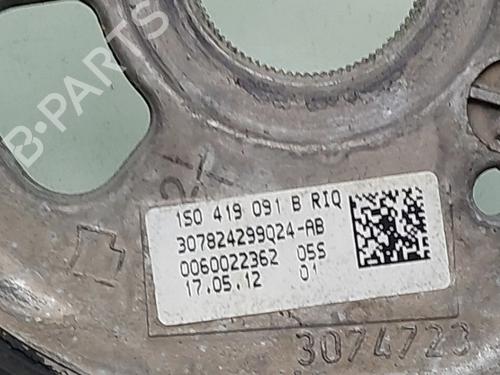 B-PARTS
1S0 419 091 B RIQ
307824299Q24-AB
0060022362 05S
17.05.12 01
3074723